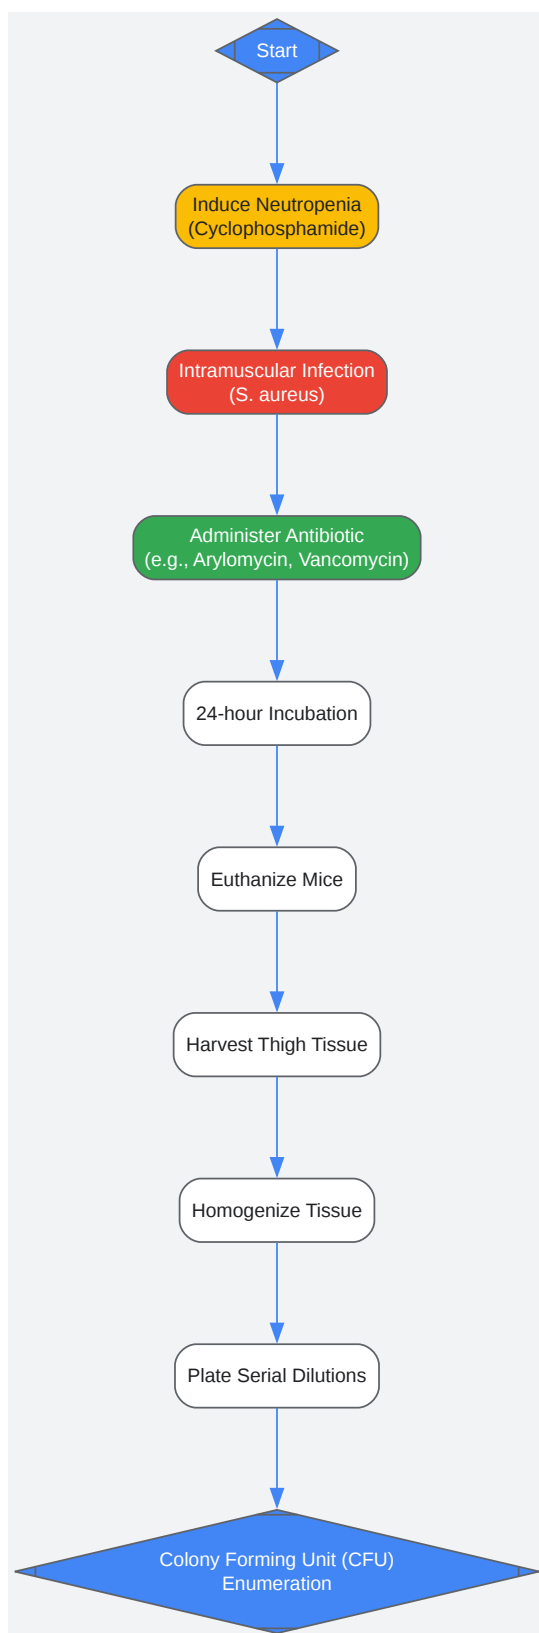 Start
Induce Neutropenia
(Cyclophosphamide)
Intramuscular Infection
(S. aureus)
Administer Antibiotic
(e.g., Arylomycin, Vancomycin)
24-hour Incubation
Euthanize Mice
Harvest Thigh Tissue
Homogenize Tissue
Plate Serial Dilutions
Colony Forming Unit (CFU)
Enumeration